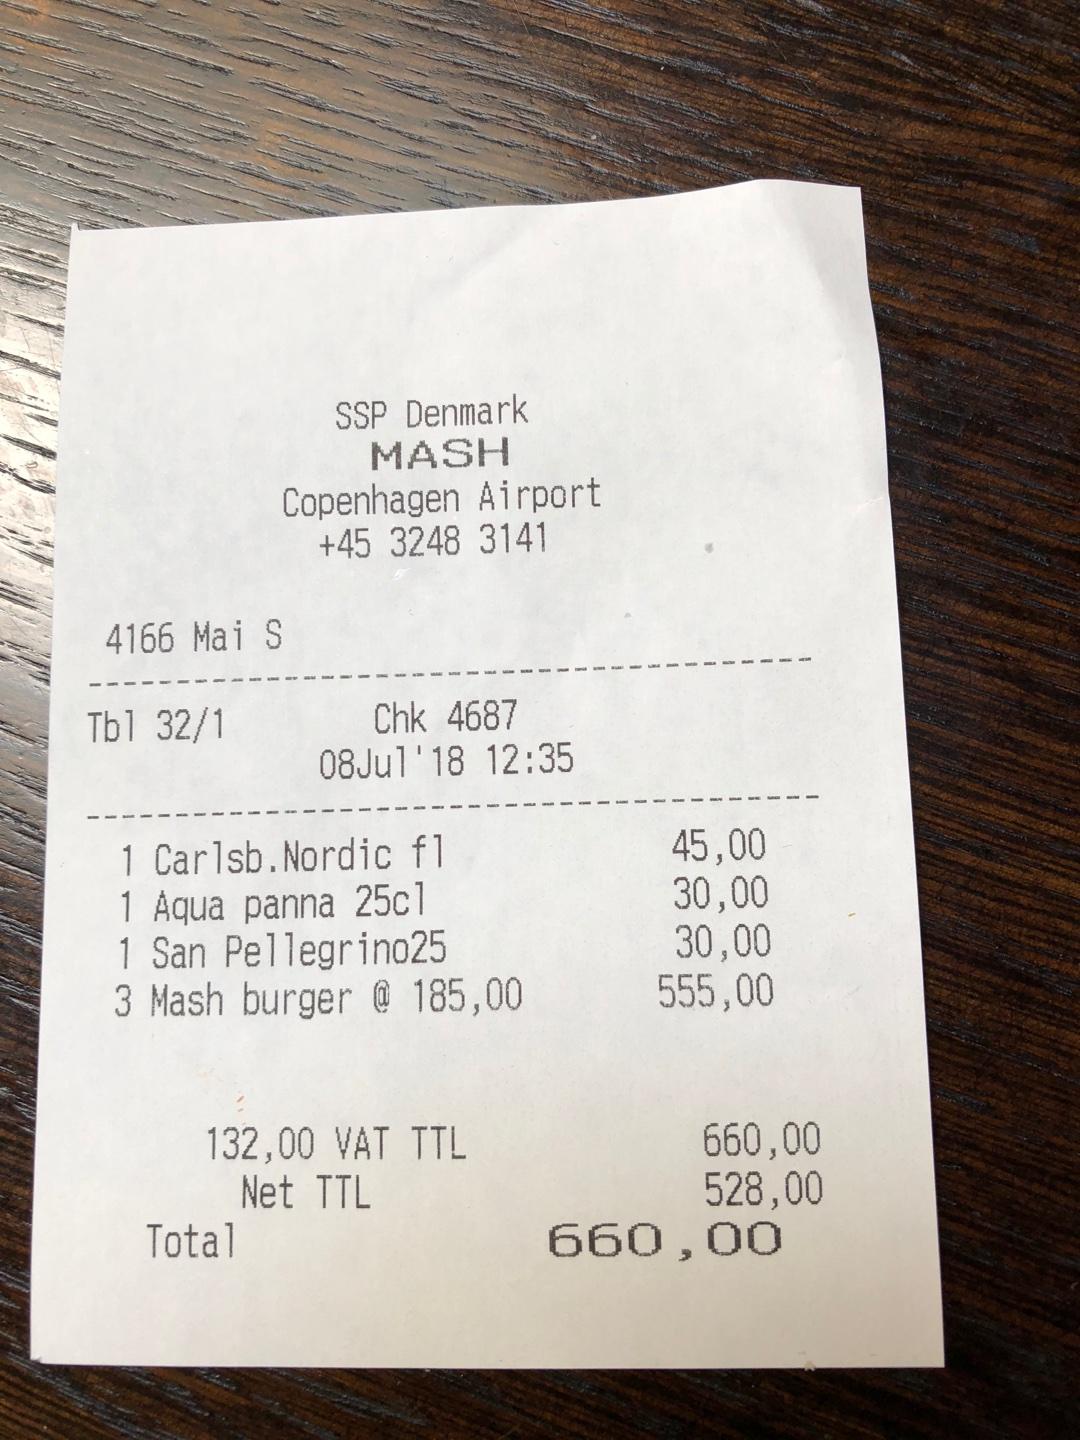 SSP Denmark
MASH
Copenhagen Airport
+45 3248 3141
4166 Mai S
----------------------------------------
Tbl 32/1 Chk 4687
08Jul'18 12:35
----------------------------------------
1 Carlsb.Nordic fl 45,00
1 Aqua panna 25cl 30,00
1 San Pellegrino25 30,00
3 Mash burger @ 185,00 555,00
132,00 VAT TTL 660,00
Net TTL 528,00
Total 660,00